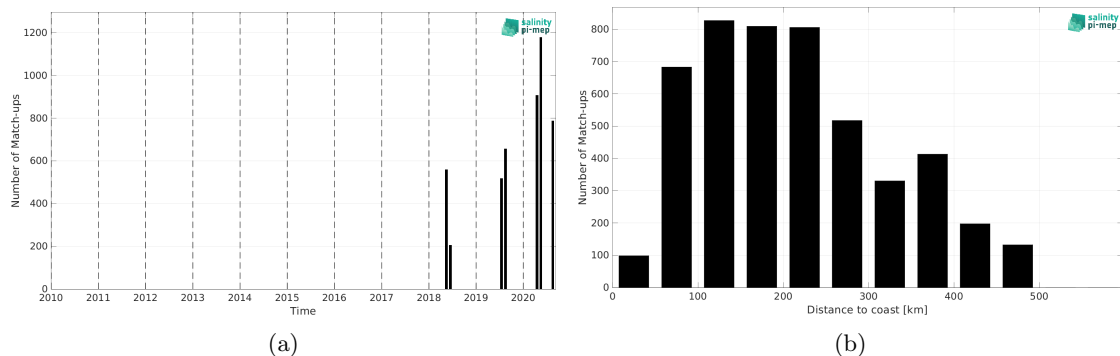 salinity
pi-mep
1200
1000
800
600
400
200
0
Number of Match-ups
2010 2011 2012 2013 2014 2015 2016 2017 2018 2019 2020
Time
(a)
salinity
pi-mep
800
700
600
500
400
300
200
100
0
Number of Match-ups
0 100 200 300 400 500
Distance to coast [km]
(b)